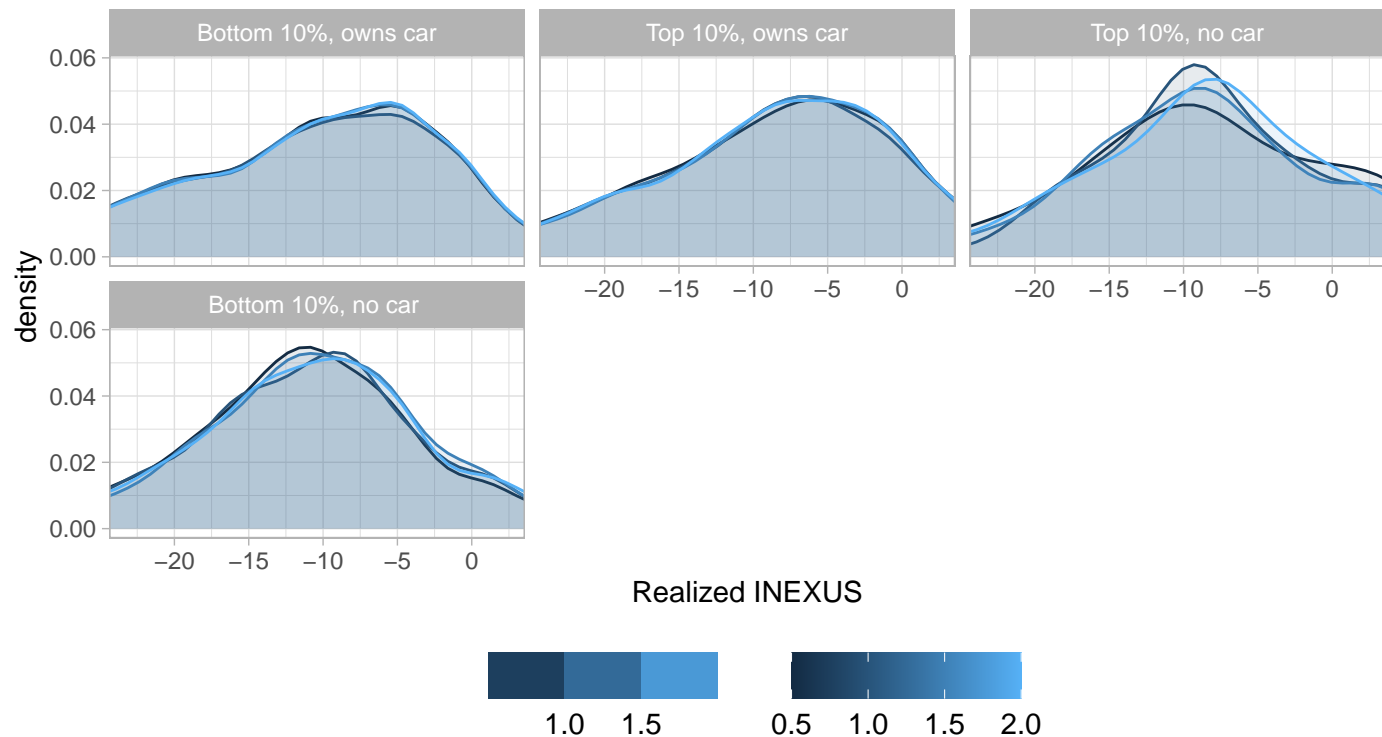 Bottom 10%, owns car
Top 10%, owns car
Top 10%, no car
0.06
0.04
0.02
0.00
−20 −15 −10 −5 0
−20 −15 −10 −5 0
Bottom 10%, no car
0.06
0.04
0.02
0.00
−20 −15 −10 −5 0
density
Realized INEXUS
1.0 1.5
0.5 1.0 1.5 2.0